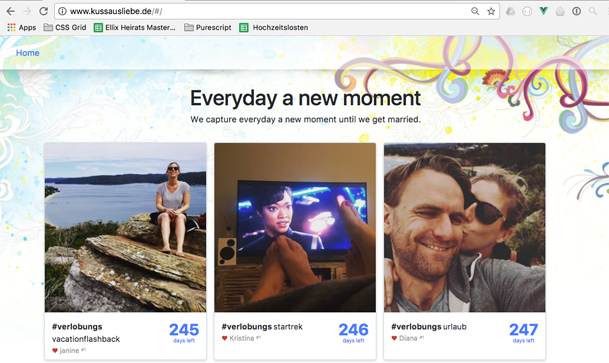 www.kussausliebe.de/#/
Apps CSS Grid Ellix Heirats Master... Purescript Hochzeitslosten
Home
Everyday a new moment
We capture everyday a new moment until we get married.
#verlobungs
vacationflashback
janine
245
days left
#verlobungs startrek
Kristina
246
days left
#verlobungs urlaub
Diana
247
days left